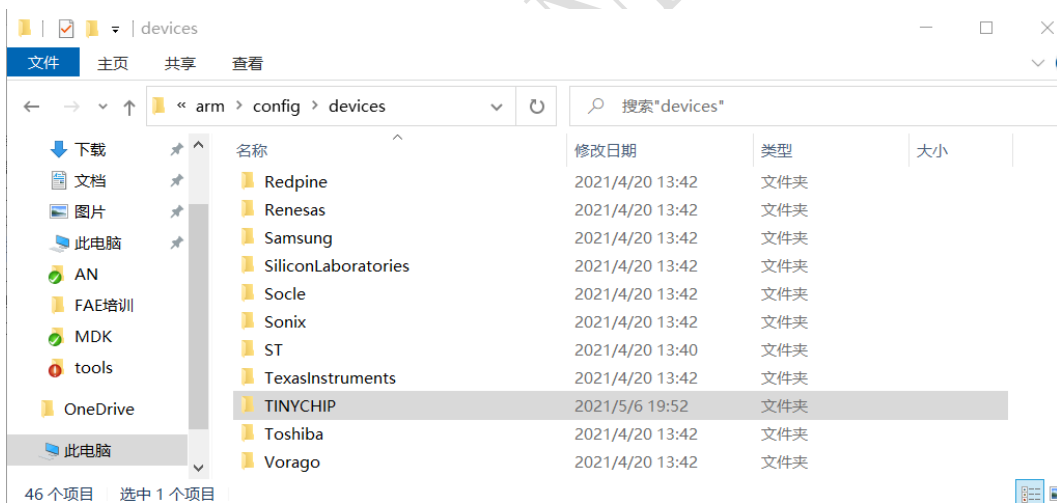 devices
文件 主页 共享 查看
« arm › config › devices 搜索"devices"
名称 修改日期 类型 大小
下载
文档
图片
此电脑
AN
FAE培训
MDK
tools
OneDrive
此电脑
Redpine 2021/4/20 13:42 文件夹
Renesas 2021/4/20 13:42 文件夹
Samsung 2021/4/20 13:42 文件夹
SiliconLaboratories 2021/4/20 13:42 文件夹
Socle 2021/4/20 13:42 文件夹
Sonix 2021/4/20 13:42 文件夹
ST 2021/4/20 13:40 文件夹
TexasInstruments 2021/4/20 13:42 文件夹
TINYCHIP 2021/5/6 19:52 文件夹
Toshiba 2021/4/20 13:42 文件夹
Vorago 2021/4/20 13:42 文件夹
46 个项目 选中 1 个项目